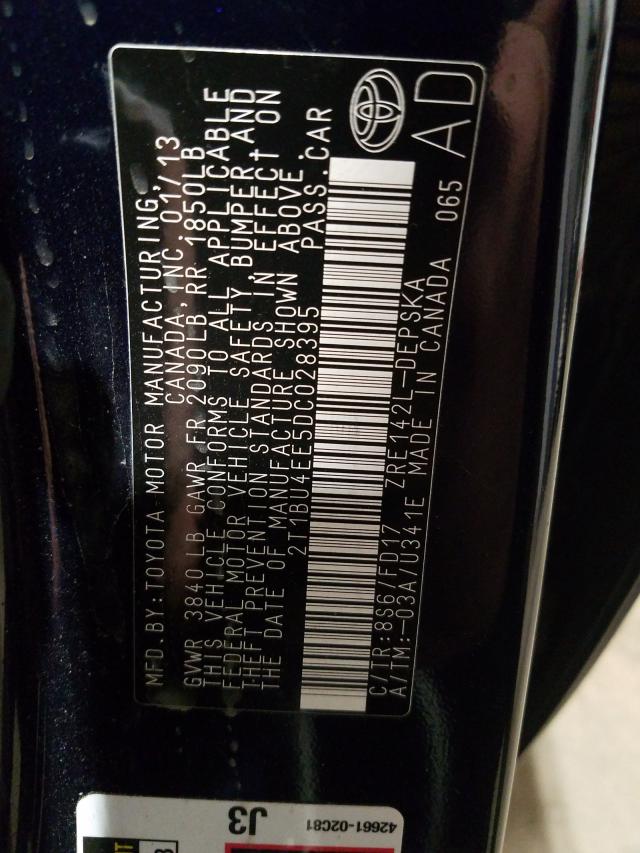 MFD.BY:TOYOTA MOTOR MANUFACTURING,
CANADA, INC. 01/13
GVWR 3840LB GAWR FR 2090LB RR 1850LB
THIS VEHICLE CONFORMS TO ALL APPLICABLE
FEDERAL MOTOR VEHICLE SAFETY, BUMPER, AND
THEFT PREVENTION STANDARDS IN EFFECT ON
THE DATE OF MANUFACTURE SHOWN ABOVE.
2T1BU4EE5DC028395 PASS.CAR
C/TR:8S6/FD17 ZRE142L-DEPSKA
A/TM:-03A/U341E MADE IN CANADA 065
AD
J3
42661-02C81